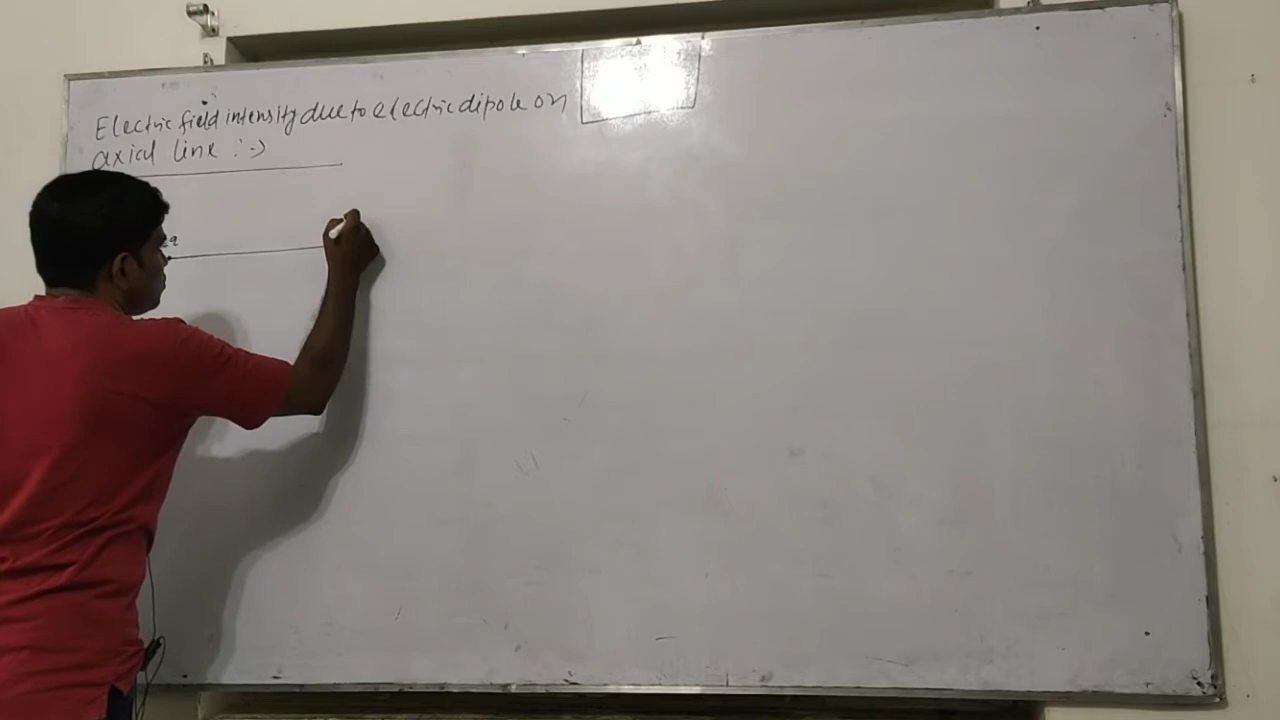 Electric field intensity due to electric dipole on
axial line :->
q